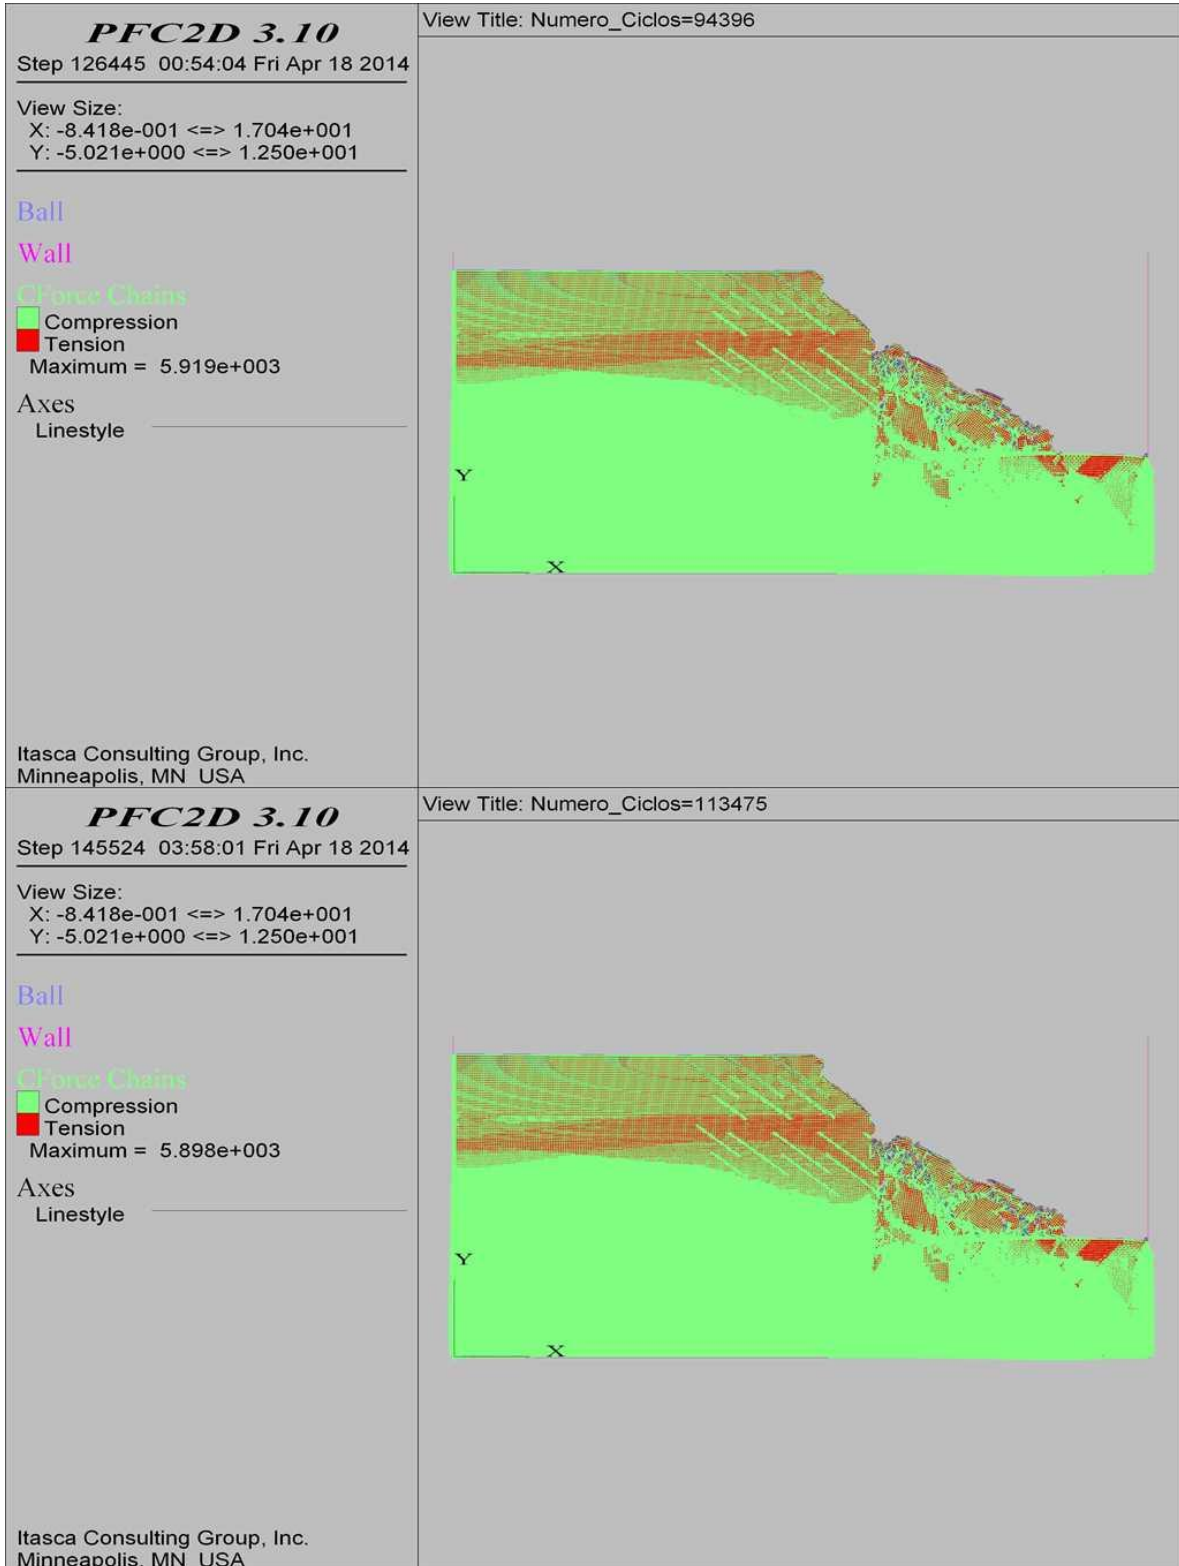 PFC2D 3.10
Step 126445 00:54:04 Fri Apr 18 2014
View Size:
X: -8.418e-001 <=> 1.704e+001
Y: -5.021e+000 <=> 1.250e+001
Ball
Wall
CForce Chains
Compression
Tension
Maximum = 5.919e+003
Axes
Linestyle
Itasca Consulting Group, Inc.
Minneapolis, MN USA
View Title: Numero_Ciclos=94396
Y
X
PFC2D 3.10
Step 145524 03:58:01 Fri Apr 18 2014
View Size:
X: -8.418e-001 <=> 1.704e+001
Y: -5.021e+000 <=> 1.250e+001
Ball
Wall
CForce Chains
Compression
Tension
Maximum = 5.898e+003
Axes
Linestyle
Itasca Consulting Group, Inc.
Minneapolis, MN USA
View Title: Numero_Ciclos=113475
Y
X